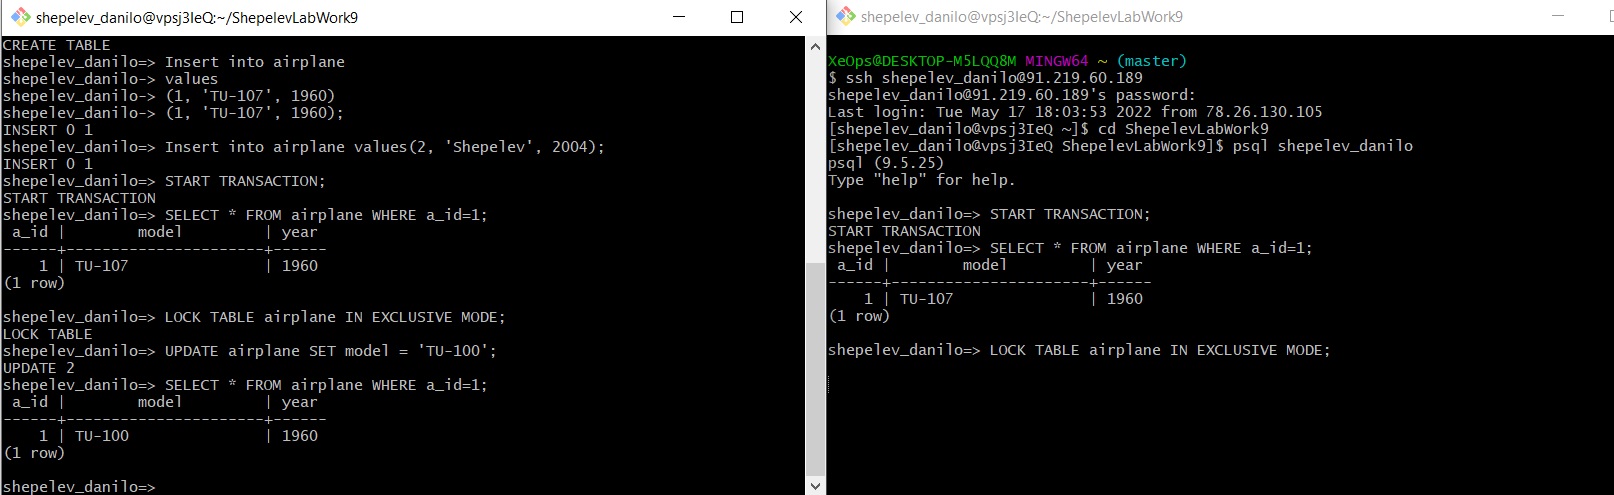 shepelev_danilo@vpsj3IeQ:~/ShepelevLabWork9
CREATE TABLE
shepelev_danilo=> Insert into airplane
shepelev_danilo-> values
shepelev_danilo-> (1, 'TU-107', 1960)
shepelev_danilo-> (1, 'TU-107', 1960);
INSERT 0 1
shepelev_danilo=> Insert into airplane values(2, 'Shepelev', 2004);
INSERT 0 1
shepelev_danilo=> START TRANSACTION;
START TRANSACTION
shepelev_danilo=> SELECT * FROM airplane WHERE a_id=1;
 a_id |        model         | year
------+----------------------+------
    1 | TU-107               | 1960
(1 row)

shepelev_danilo=> LOCK TABLE airplane IN EXCLUSIVE MODE;
LOCK TABLE
shepelev_danilo=> UPDATE airplane SET model = 'TU-100';
UPDATE 2
shepelev_danilo=> SELECT * FROM airplane WHERE a_id=1;
 a_id |        model         | year
------+----------------------+------
    1 | TU-100               | 1960
(1 row)

shepelev_danilo=>
shepelev_danilo@vpsj3IeQ:~/ShepelevLabWork9
XeOps@DESKTOP-M5LQQ8M MINGW64 ~ (master)
$ ssh shepelev_danilo@91.219.60.189
shepelev_danilo@91.219.60.189's password:
Last login: Tue May 17 18:03:53 2022 from 78.26.130.105
[shepelev_danilo@vpsj3IeQ ~]$ cd ShepelevLabWork9
[shepelev_danilo@vpsj3IeQ ShepelevLabWork9]$ psql shepelev_danilo
psql (9.5.25)
Type "help" for help.

shepelev_danilo=> START TRANSACTION;
START TRANSACTION
shepelev_danilo=> SELECT * FROM airplane WHERE a_id=1;
 a_id |        model         | year
------+----------------------+------
    1 | TU-107               | 1960
(1 row)

shepelev_danilo=> LOCK TABLE airplane IN EXCLUSIVE MODE;